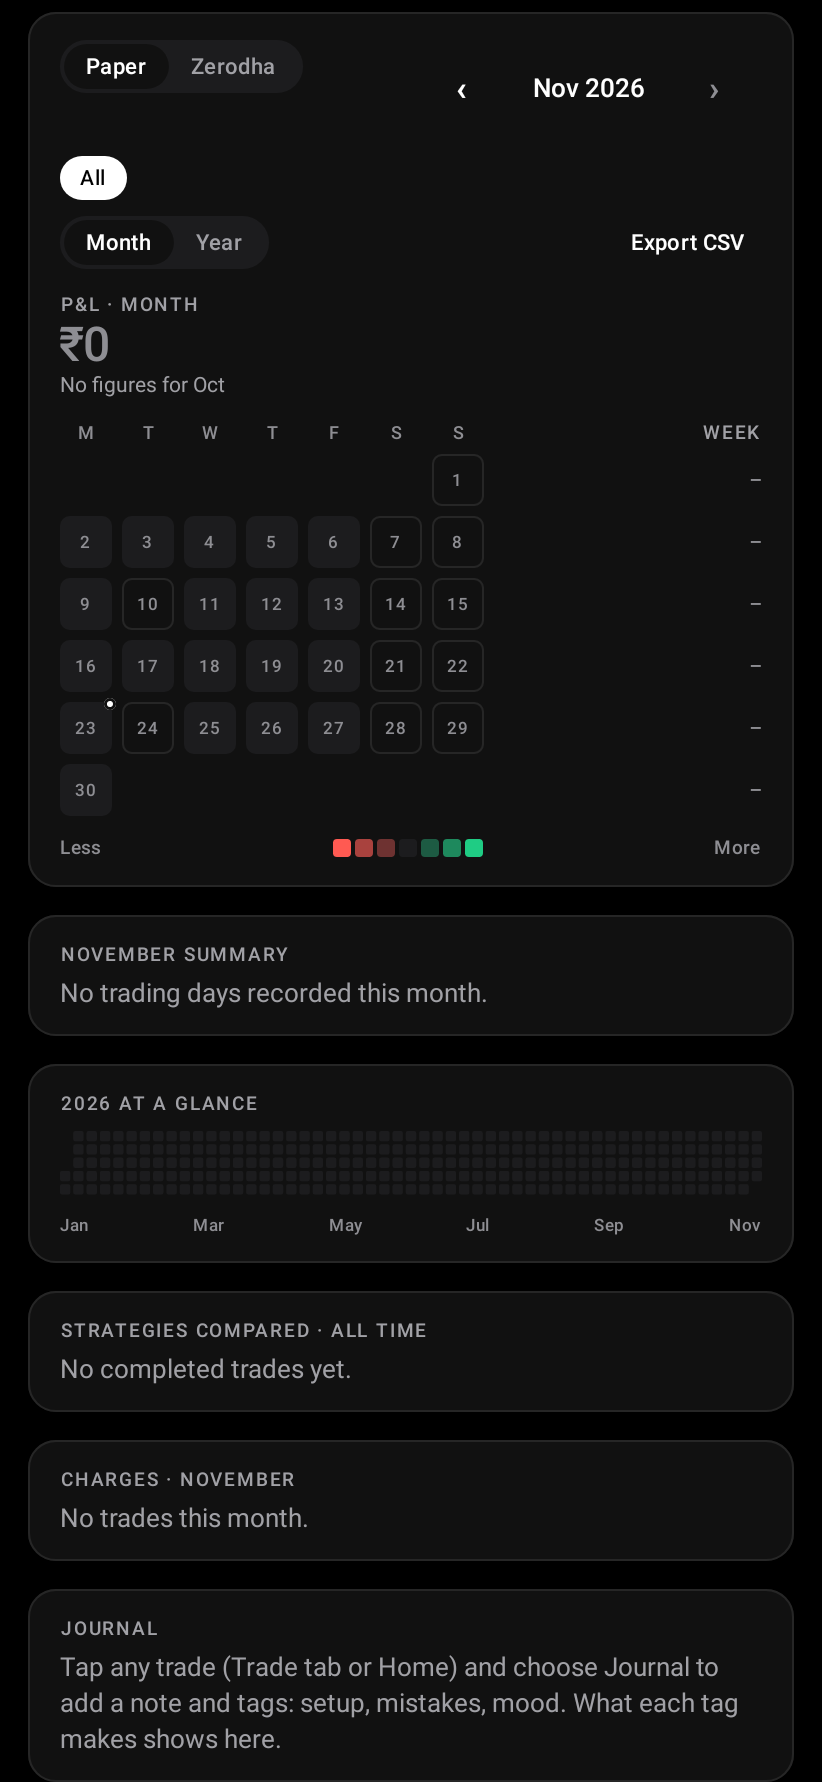 Paper Zerodha
‹ Nov 2026 ›
All
Month Year Export CSV
P&L · MONTH
₹0
No figures for Oct
M T W T F S S WEEK
1 –
2 3 4 5 6 7 8 –
9 10 11 12 13 14 15 –
16 17 18 19 20 21 22 –
23 24 25 26 27 28 29 –
30 –
Less More
NOVEMBER SUMMARY
No trading days recorded this month.
2026 AT A GLANCE
Jan Mar May Jul Sep Nov
STRATEGIES COMPARED · ALL TIME
No completed trades yet.
CHARGES · NOVEMBER
No trades this month.
JOURNAL
Tap any trade (Trade tab or Home) and choose Journal to
add a note and tags: setup, mistakes, mood. What each tag
makes shows here.